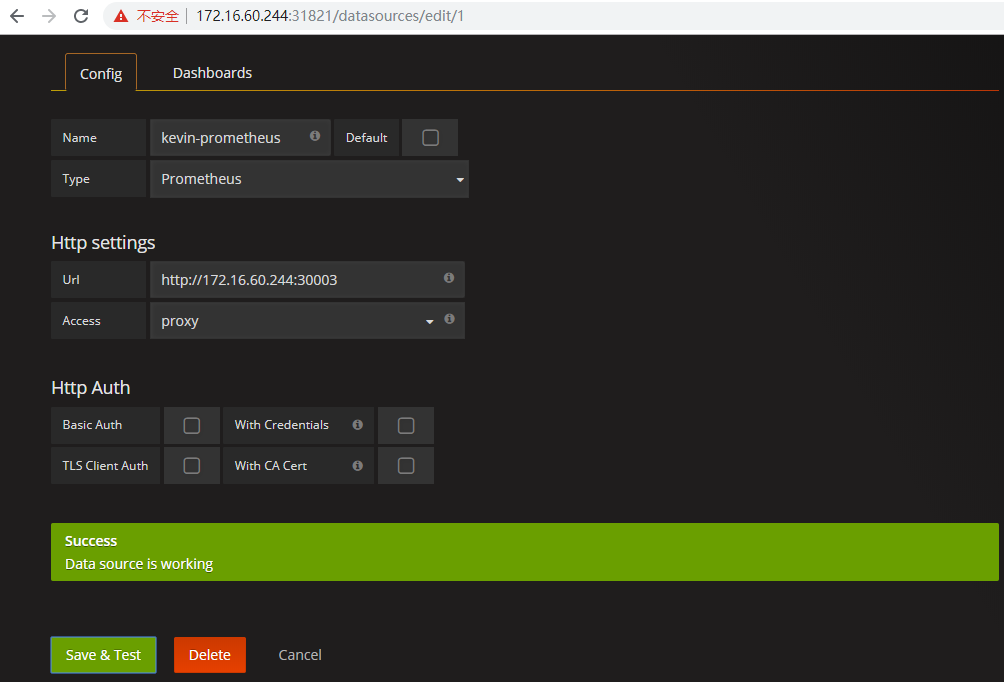 不安全 172.16.60.244:31821/datasources/edit/1
Config Dashboards
Name kevin-prometheus Default
Type Prometheus
Http settings
Url http://172.16.60.244:30003
Access proxy
Http Auth
Basic Auth With Credentials
TLS Client Auth With CA Cert
Success
Data source is working
Save & Test Delete Cancel